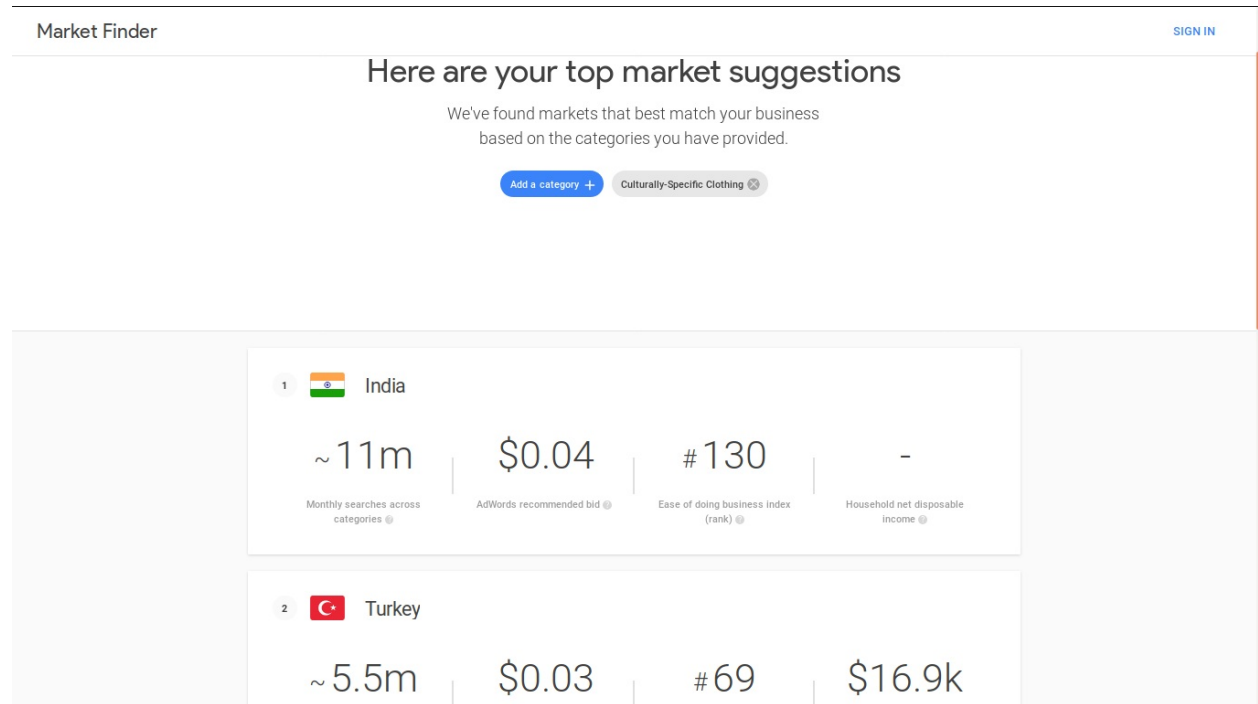 Market Finder
SIGN IN
Here are your top market suggestions
We've found markets that best match your business
based on the categories you have provided.
Add a category +
Culturally-Specific Clothing
1
India
~11m
$0.04
#130
-
Monthly searches across
categories
AdWords recommended bid
Ease of doing business index
(rank)
Household net disposable
income
2
Turkey
~5.5m
$0.03
#69
$16.9k